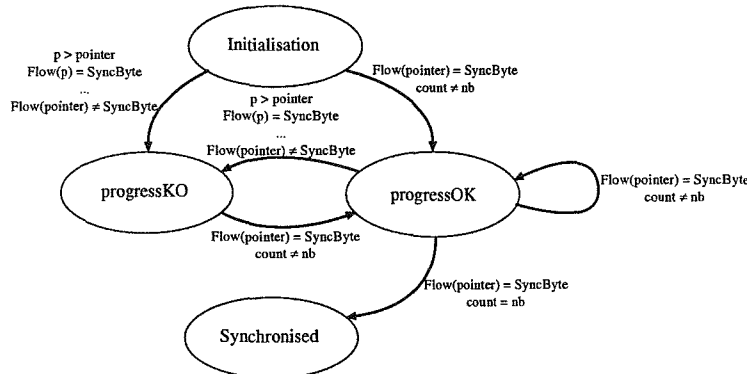 Initialisation
p > pointer
Flow(p) = SyncByte
...
Flow(pointer) ≠ SyncByte
Flow(pointer) = SyncByte
count ≠ nb
p > pointer
Flow(p) = SyncByte
...
Flow(pointer) ≠ SyncByte
progressKO
progressOK
Flow(pointer) = SyncByte
count ≠ nb
Flow(pointer) = SyncByte
count ≠ nb
Flow(pointer) = SyncByte
count = nb
Synchronised